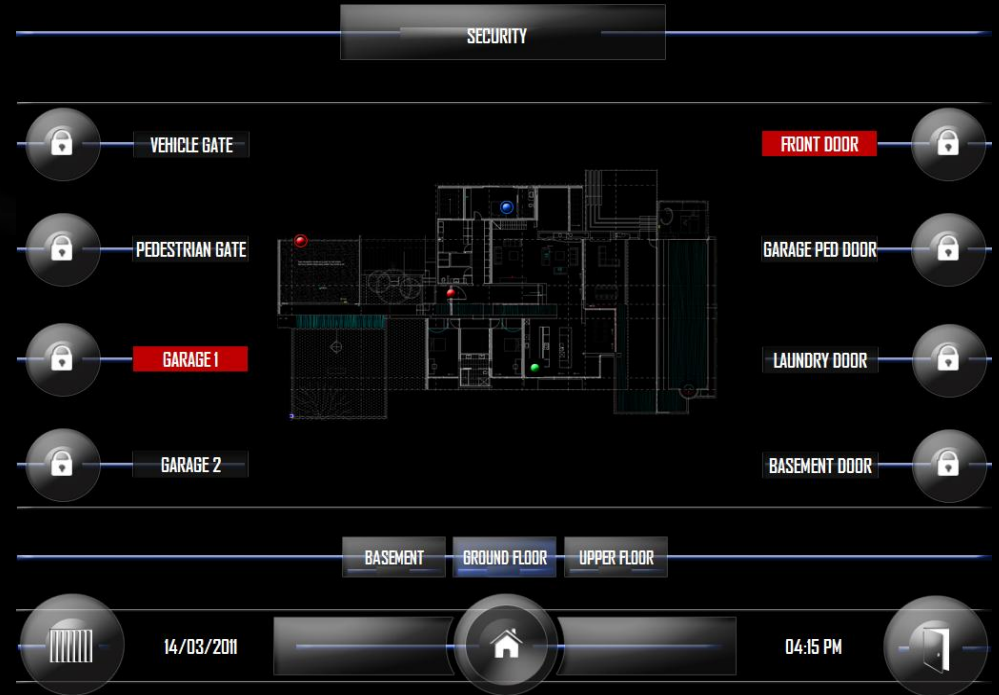 SECURITY
VEHICLE GATE
FRONT DOOR
PEDESTRIAN GATE
GARAGE PED DOOR
GARAGE 1
LAUNDRY DOOR
GARAGE 2
BASEMENT DOOR
BASEMENT
GROUND FLOOR
UPPER FLOOR
14/03/2011
04:15 PM